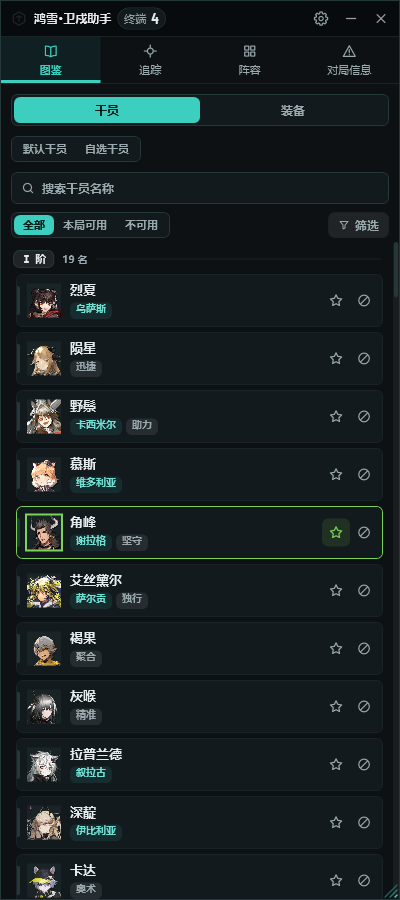 鸿雪•卫戍助手 终端 4
图鉴 追踪 阵容 对局信息
干员 装备
默认干员 自选干员
搜索干员名称
全部 本局可用 不可用 筛选
I 阶 19 名
烈夏
乌萨斯
陨星
迅捷
野鬃
卡西米尔 助力
慕斯
维多利亚
角峰
谢拉格 坚守
艾丝黛尔
萨尔贡 独行
褐果
聚合
灰喉
精准
拉普兰德
叙拉古
深靛
伊比利亚
卡达
奥术